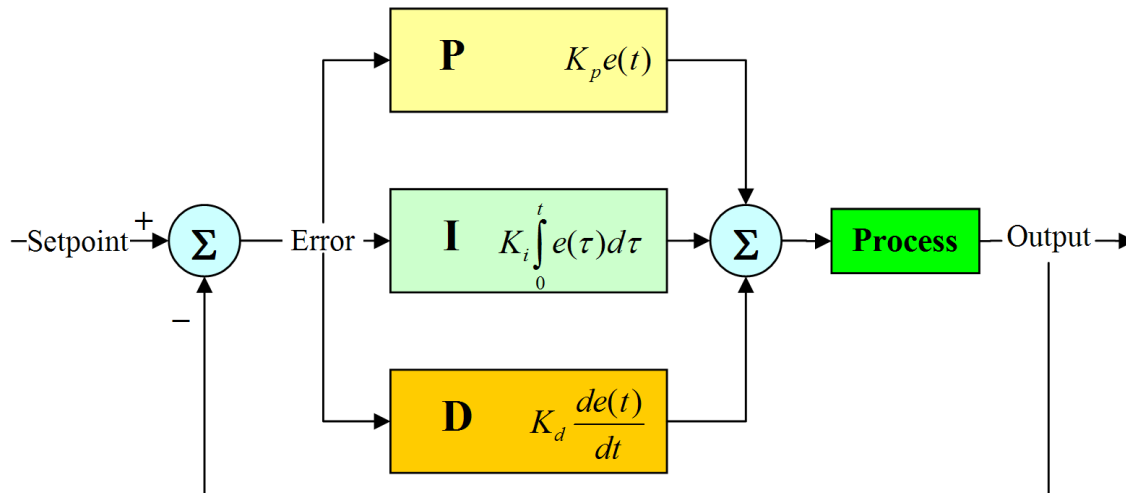 P K_p e(t)
Setpoint + Σ Error I K_i ∫_0^t e(τ)dτ Σ Process Output
−
D K_d de(t)/dt